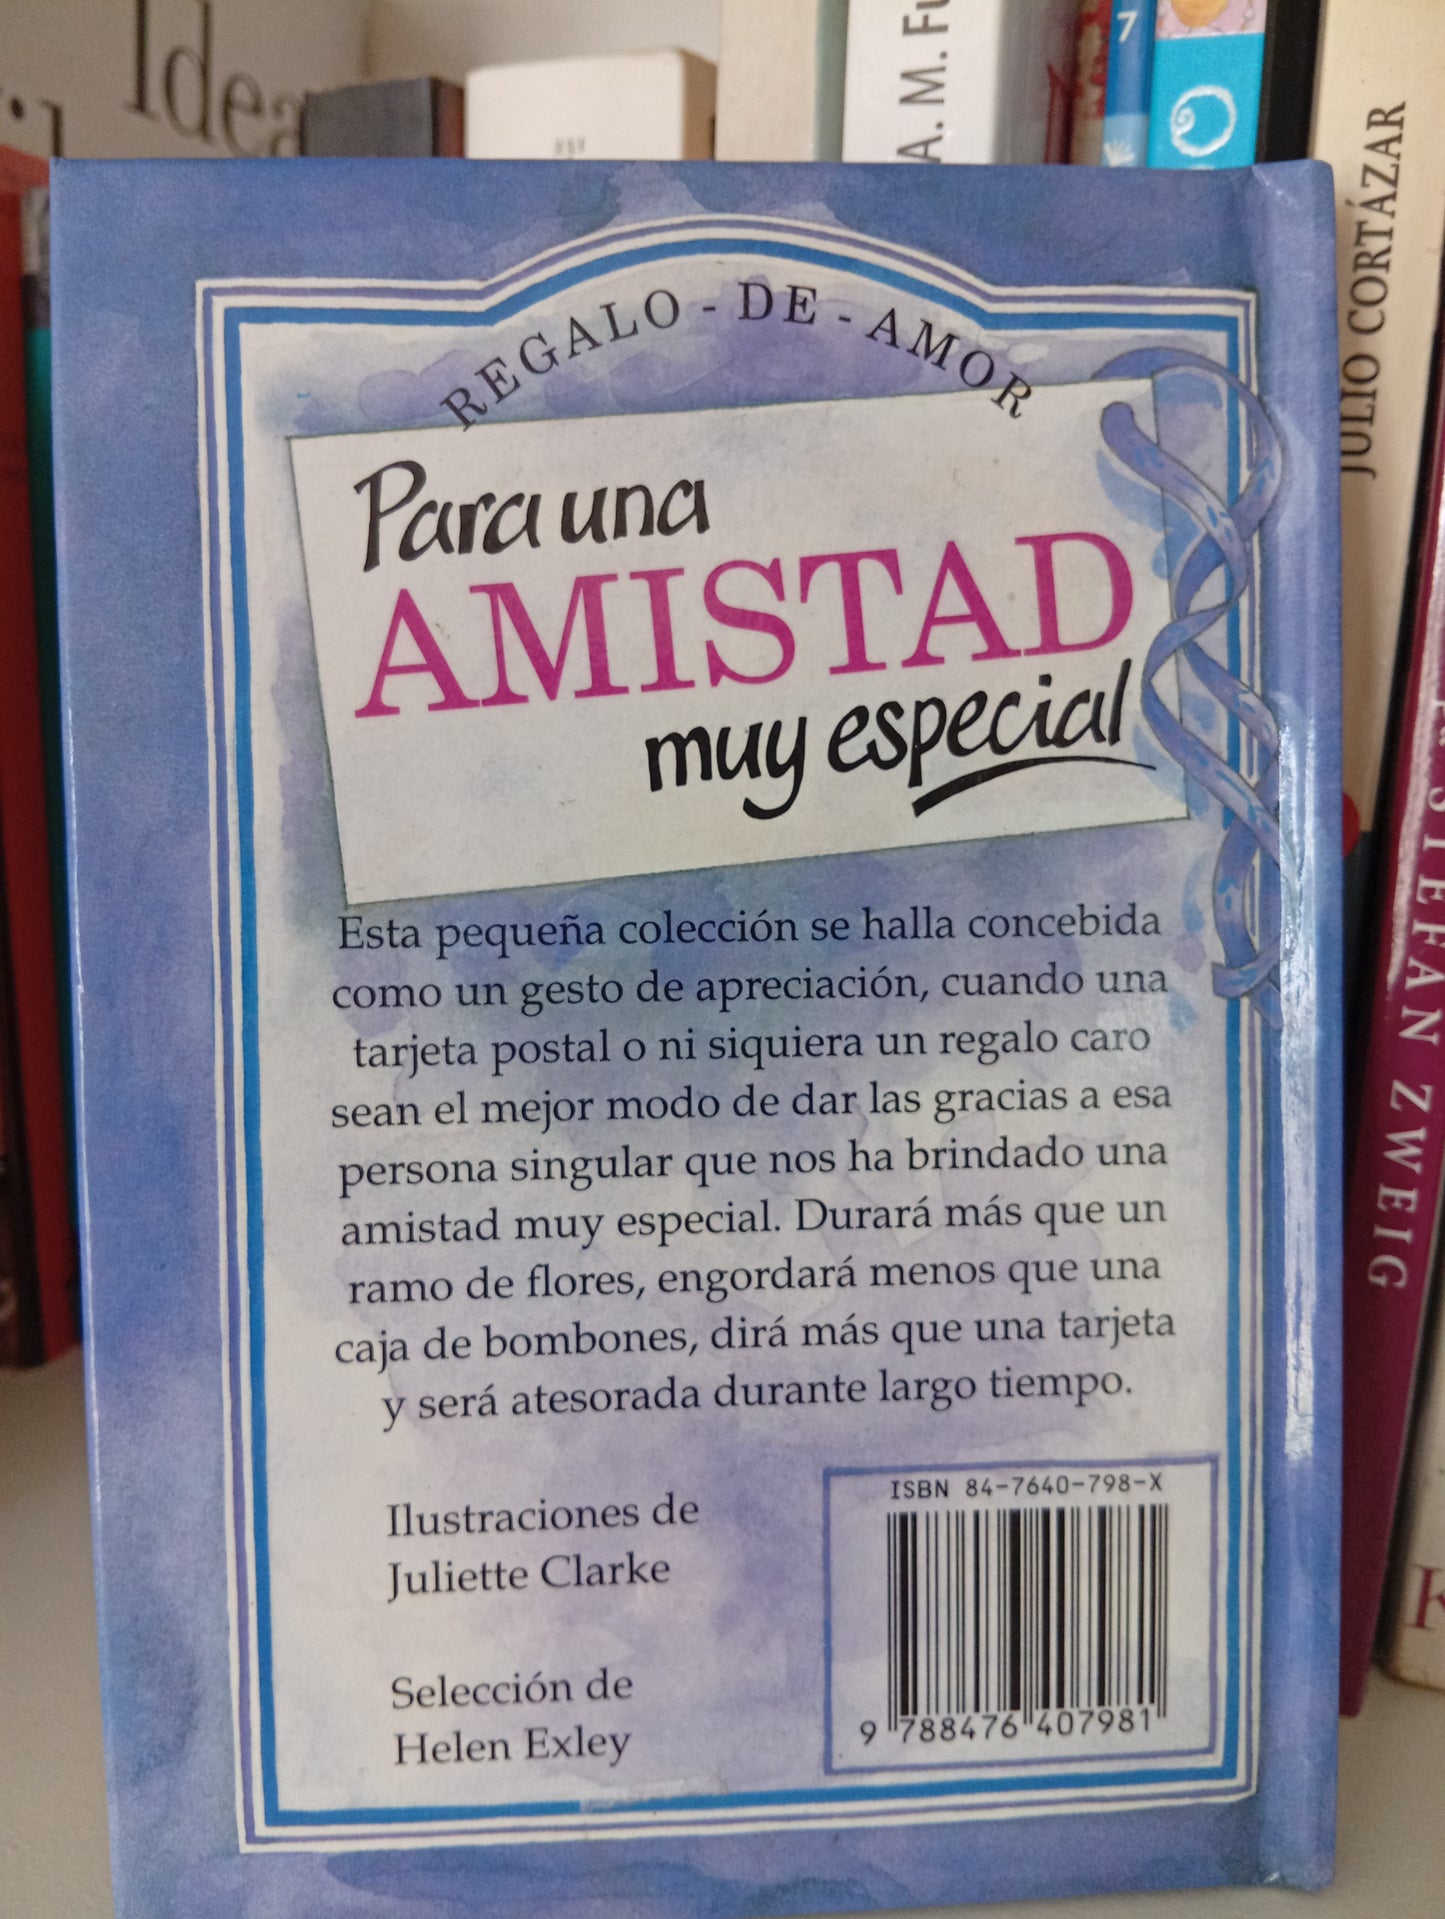 Idea
A. M. Fu
7
JULIO CORTÁZAR
STEFAN ZWEIG
REGALO - DE - AMOR
Para una
AMISTAD
muy especial
Esta pequeña colección se halla concebida
como un gesto de apreciación, cuando una
tarjeta postal o ni siquiera un regalo caro
sean el mejor modo de dar las gracias a esa
persona singular que nos ha brindado una
amistad muy especial. Durará más que un
ramo de flores, engordará menos que una
caja de bombones, dirá más que una tarjeta
y será atesorada durante largo tiempo.
Ilustraciones de
Juliette Clarke
Selección de
Helen Exley
ISBN 84-7640-798-X
9 788476 407981